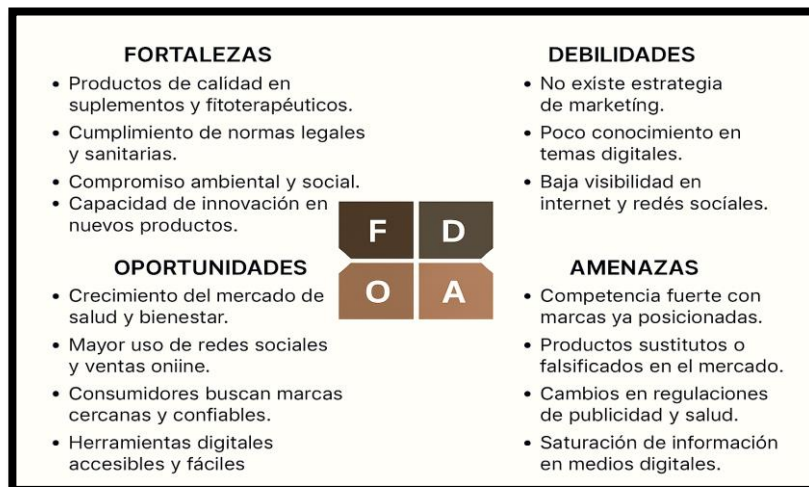 FORTALEZAS
• Productos de calidad en
suplementos y fitoterapéuticos.
• Cumplimiento de normas legales
y sanitarias.
• Compromiso ambiental y social.
• Capacidad de innovación en
nuevos productos.
DEBILIDADES
• No existe estrategia
de marketíng.
• Poco conocimiento en
temas digitales.
• Baja visibilidad en
internet y redés socíales.
F D
O A
OPORTUNIDADES
• Crecimiento del mercado de
salud y bienestar.
• Mayor uso de redes sociales
y ventas oniine.
• Consumidores buscan marcas
cercanas y confiables.
• Herramientas digitales
accesibles y fáciles
AMENAZAS
• Competencia fuerte con
marcas ya posicionadas.
• Productos sustitutos o
falsificados en el mercado.
• Cambios en regulaciones
de publicidad y salud.
• Saturación de información
en medios digitales.